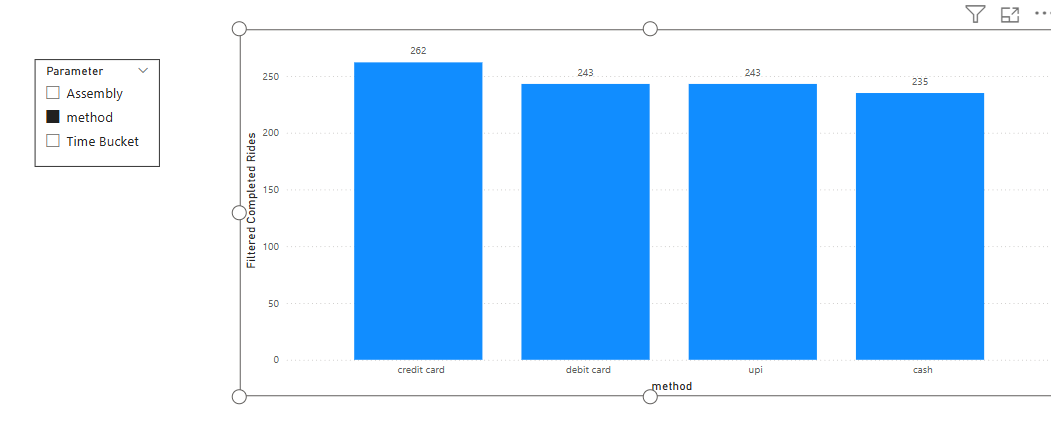 Parameter
Assembly
method
Time Bucket
Filtered Completed Rides
250
200
150
100
50
0
262
243
243
235
credit card
debit card
upi
cash
method